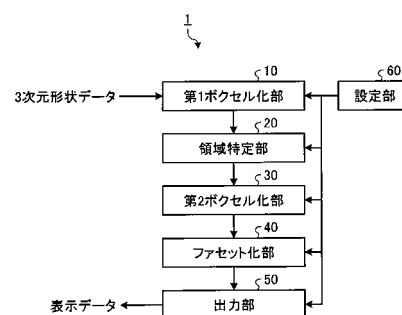 1
10
60
3次元形状データ
第1ボクセル化部
設定部
20
領域特定部
30
第2ボクセル化部
40
ファセット化部
50
表示データ
出力部